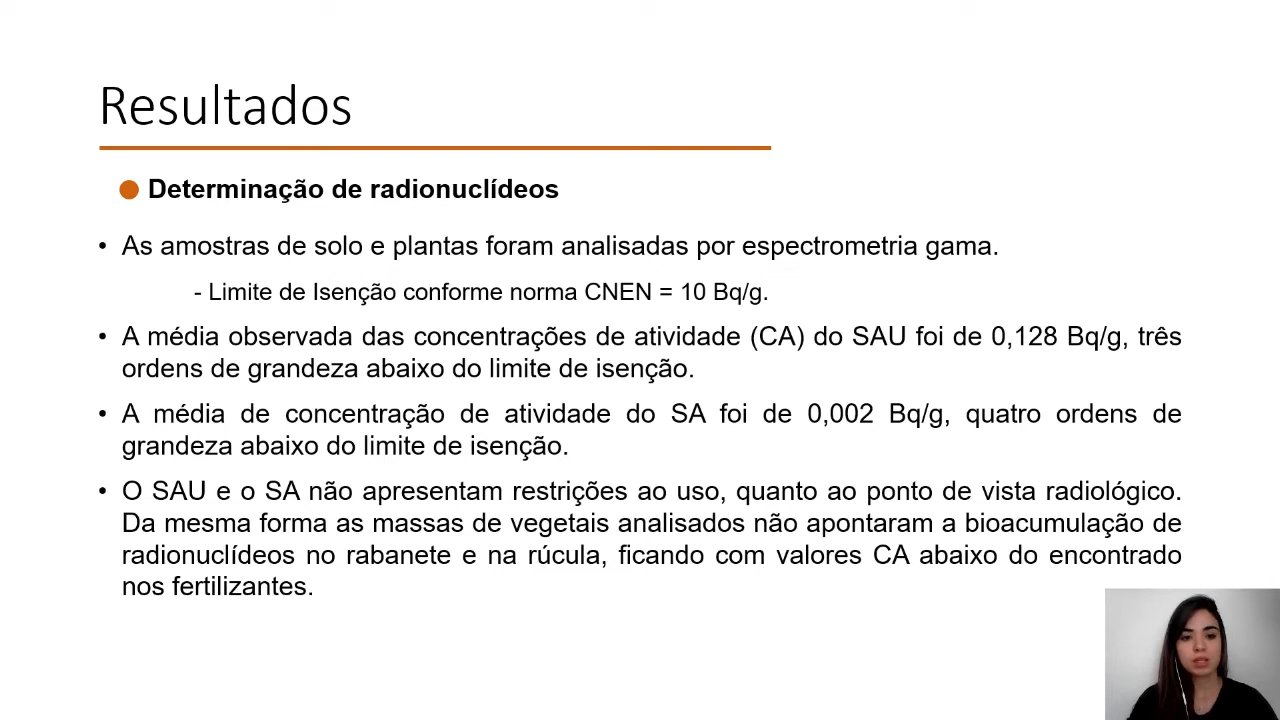 Resultados
Determinação de radionuclídeos
• As amostras de solo e plantas foram analisadas por espectrometria gama.
- Limite de Isenção conforme norma CNEN = 10 Bq/g.
• A média observada das concentrações de atividade (CA) do SAU foi de 0,128 Bq/g, três
ordens de grandeza abaixo do limite de isenção.
• A média de concentração de atividade do SA foi de 0,002 Bq/g, quatro ordens de
grandeza abaixo do limite de isenção.
• O SAU e o SA não apresentam restrições ao uso, quanto ao ponto de vista radiológico.
Da mesma forma as massas de vegetais analisados não apontaram a bioacumulação de
radionuclídeos no rabanete e na rúcula, ficando com valores CA abaixo do encontrado
nos fertilizantes.